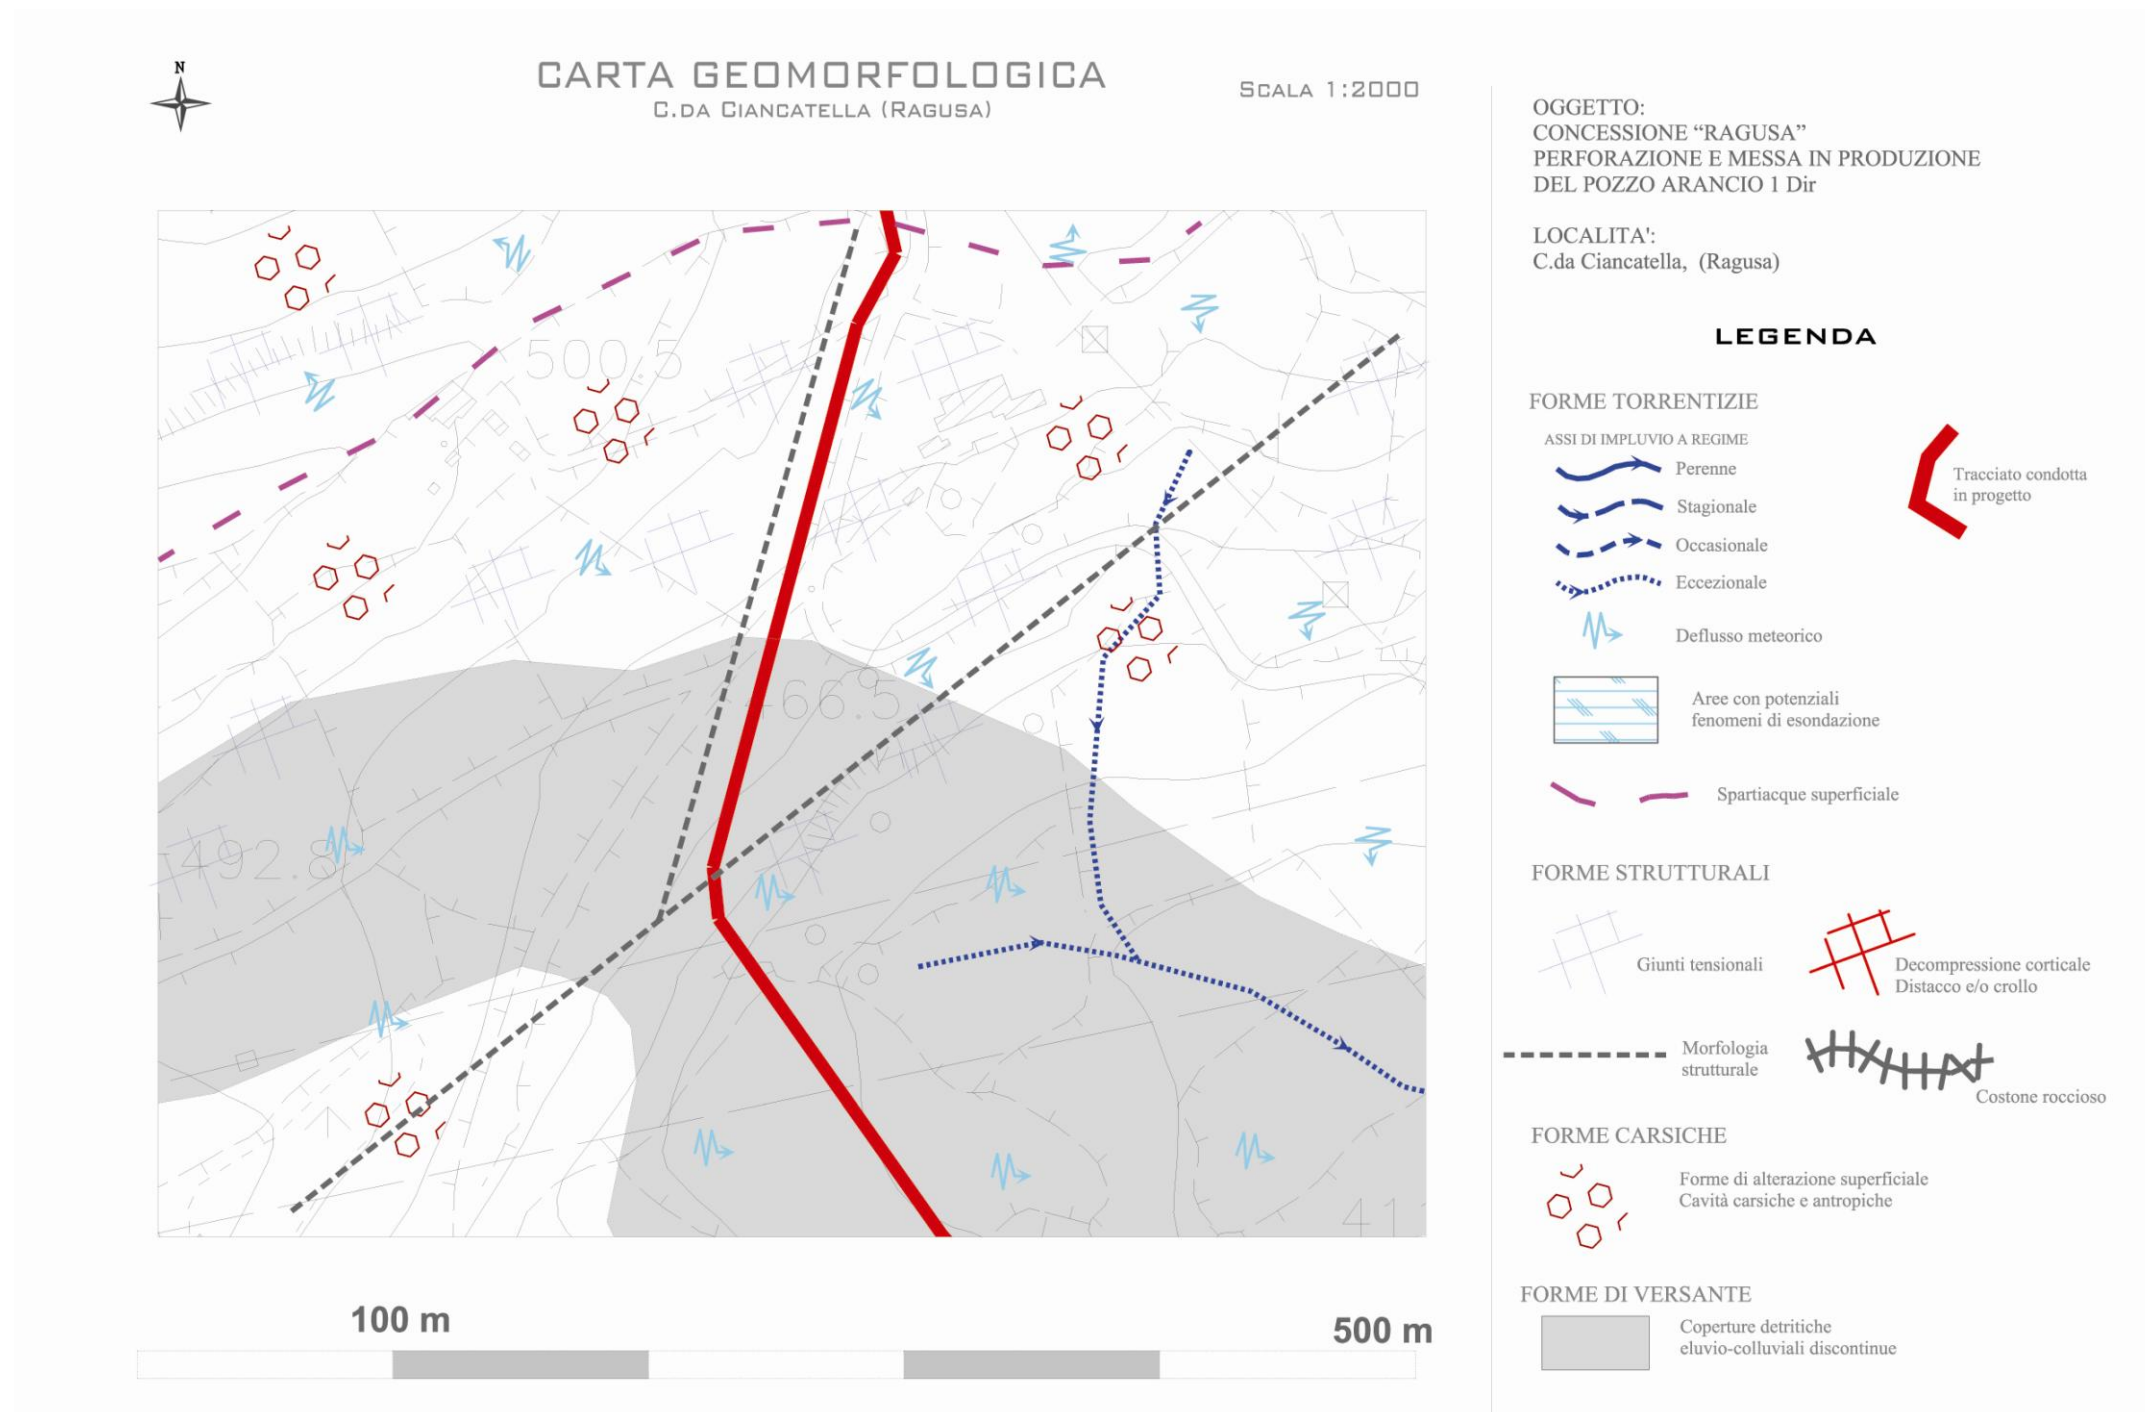 N
CARTA GEOMORFOLOGICA
C.DA CIANCATELLA (RAGUSA)
SCALA 1:2000
500.5
66.5
492.8
41
100 m
500 m
OGGETTO:
CONCESSIONE “RAGUSA”
PERFORAZIONE E MESSA IN PRODUZIONE
DEL POZZO ARANCIO 1 Dir
LOCALITA':
C.da Ciancatella, (Ragusa)
LEGENDA
FORME TORRENTIZIE
ASSI DI IMPLUVIO A REGIME
Perenne
Stagionale
Occasionale
Eccezionale
Deflusso meteorico
Tracciato condotta
in progetto
Aree con potenziali
fenomeni di esondazione
Spartiacque superficiale
FORME STRUTTURALI
Giunti tensionali
Decompressione corticale
Distacco e/o crollo
Morfologia
strutturale
Costone roccioso
FORME CARSICHE
Forme di alterazione superficiale
Cavità carsiche e antropiche
FORME DI VERSANTE
Coperture detritiche
eluvio-colluviali discontinue